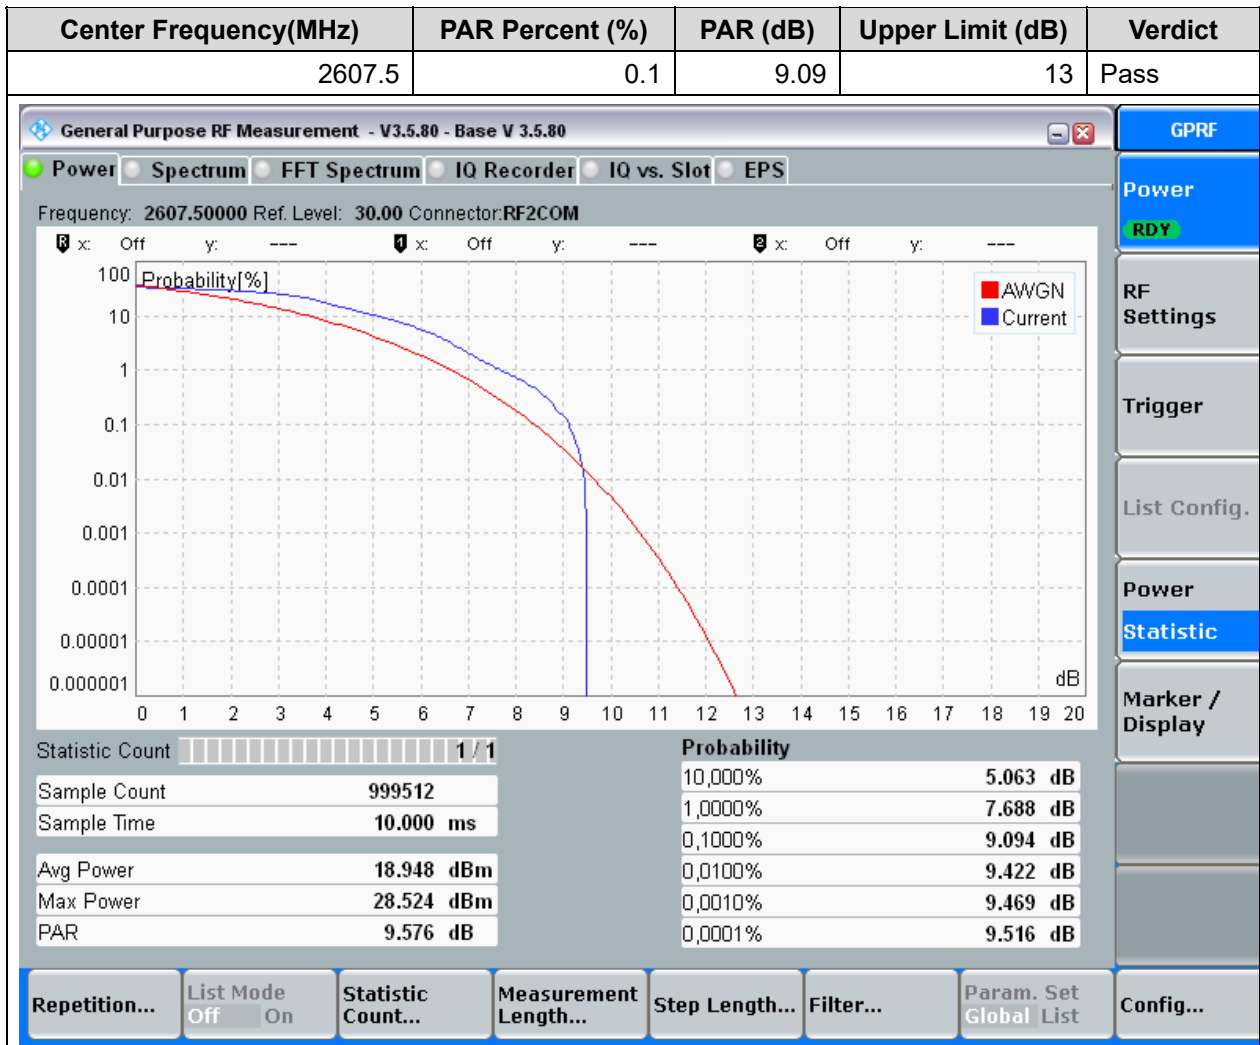 Center Frequency(MHz) PAR Percent (%) PAR (dB) Upper Limit (dB) Verdict
2607.5 0.1 9.09 13 Pass
General Purpose RF Measurement - V3.5.80 - Base V 3.5.80
GPRF
Power Spectrum FFT Spectrum IQ Recorder IQ vs. Slot EPS
Frequency: 2607.50000 Ref. Level: 30.00 Connector:RF2COM
R x: Off y: --- 1 x: Off y: --- 2 x: Off y: ---
Probability[%]
AWGN
Current
100
10
1
0.1
0.01
0.001
0.0001
0.00001
0.000001
dB
0 1 2 3 4 5 6 7 8 9 10 11 12 13 14 15 16 17 18 19 20
Statistic Count 1 / 1
Sample Count 999512
Sample Time 10.000 ms
Avg Power 18.948 dBm
Max Power 28.524 dBm
PAR 9.576 dB
Probability
10,000% 5.063 dB
1,0000% 7.688 dB
0,1000% 9.094 dB
0,0100% 9.422 dB
0,0010% 9.469 dB
0,0001% 9.516 dB
Power
RDY
RF
Settings
Trigger
List Config.
Power
Statistic
Marker /
Display
Repetition...
List Mode
Off On
Statistic
Count...
Measurement
Length...
Step Length...
Filter...
Param. Set
Global List
Config...